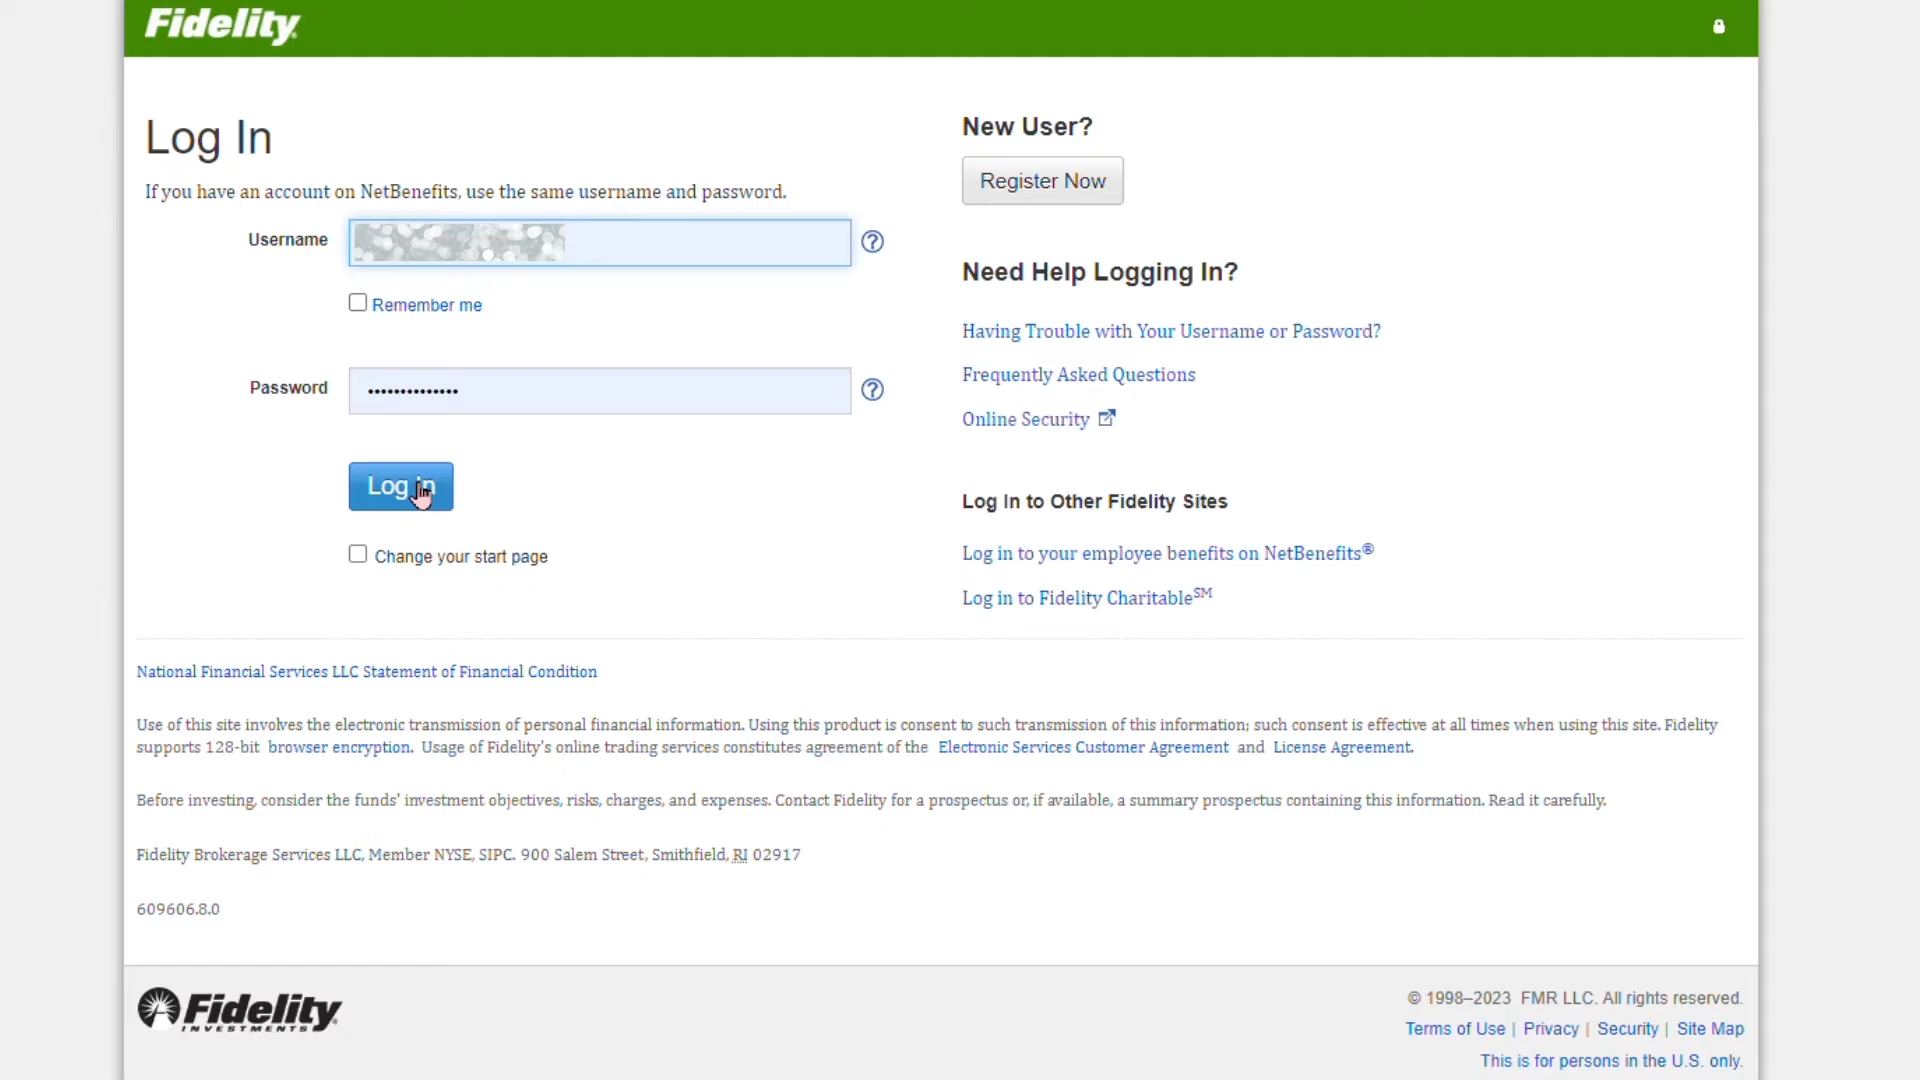 Fidelity
Log In
If you have an account on NetBenefits, use the same username and password.
Username
Remember me
Password
••••••••••••••
Log in
Change your start page
New User?
Register Now
Need Help Logging In?
Having Trouble with Your Username or Password?
Frequently Asked Questions
Online Security
Log In to Other Fidelity Sites
Log in to your employee benefits on NetBenefits®
Log in to Fidelity CharitableSM
National Financial Services LLC Statement of Financial Condition
Use of this site involves the electronic transmission of personal financial information. Using this product is consent to such transmission of this information; such consent is effective at all times when using this site. Fidelity
supports 128-bit browser encryption. Usage of Fidelity's online trading services constitutes agreement of the Electronic Services Customer Agreement and License Agreement.
Before investing, consider the funds' investment objectives, risks, charges, and expenses. Contact Fidelity for a prospectus or, if available, a summary prospectus containing this information. Read it carefully.
Fidelity Brokerage Services LLC, Member NYSE, SIPC. 900 Salem Street, Smithfield, RI 02917
609606.8.0
Fidelity
INVESTMENTS
© 1998–2023 FMR LLC. All rights reserved.
Terms of Use | Privacy | Security | Site Map
This is for persons in the U.S. only.